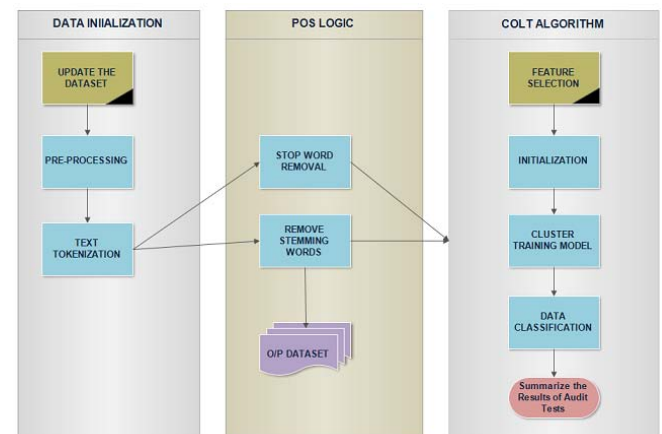 DATA INIIALIZATION
POS LOGIC
COLT ALGORITHM
UPDATE THE
DATASET
PRE-PROCESSING
TEXT
TOKENIZATION
STOP WORD
REMOVAL
REMOVE
STEMMING
WORDS
O/P DATASET
FEATURE
SELECTION
INITIALIZATION
CLUSTER
TRAINING MODEL
DATA
CLASSIFICATION
Summarize the
Results of Audit
Tests